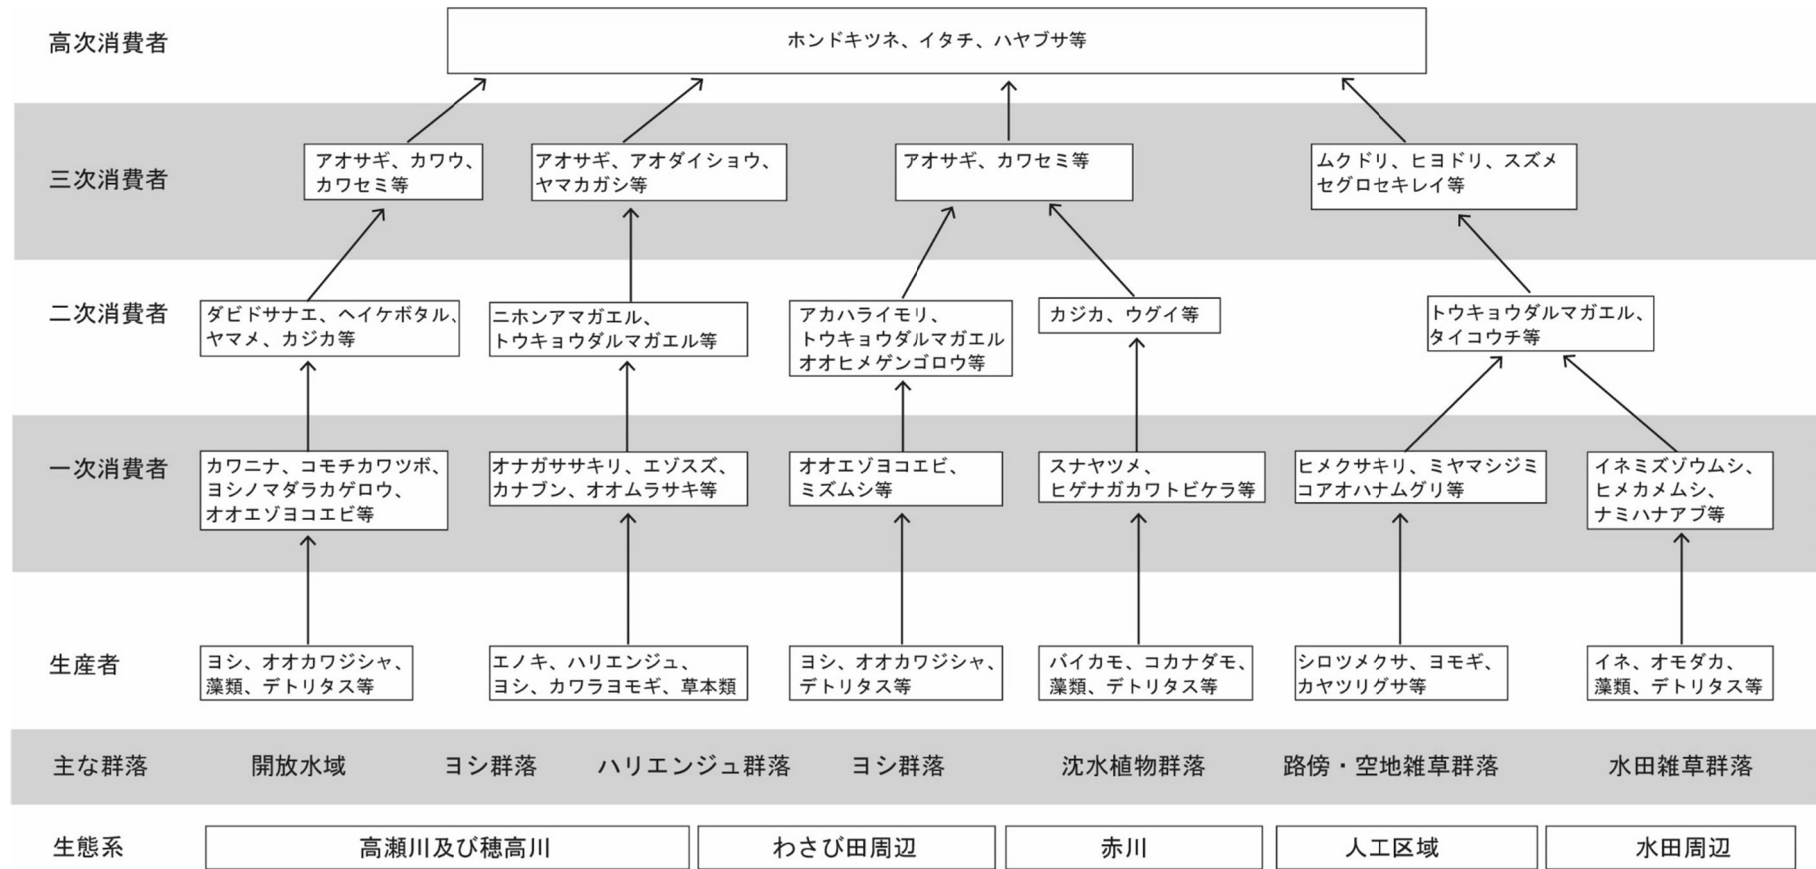 高次消費者
ホンドキツネ、イタチ、ハヤブサ等
三次消費者
アオサギ、カワウ、
カワセミ等
アオサギ、アオダイショウ、
ヤマカガシ等
アオサギ、カワセミ等
ムクドリ、ヒヨドリ、スズメ
セグロセキレイ等
二次消費者
ダビドサナエ、ヘイケボタル、
ヤマメ、カジカ等
ニホンアマガエル、
トウキョウダルマガエル等
アカハライモリ、
トウキョウダルマガエル
オオヒメゲンゴロウ等
カジカ、ウグイ等
トウキョウダルマガエル、
タイコウチ等
一次消費者
カワニナ、コモチカワツボ、
ヨシノマダラカゲロウ、
オオエゾヨコエビ等
オナガササキリ、エゾスズ、
カナブン、オオムラサキ等
オオエゾヨコエビ、
ミズムシ等
スナヤツメ、
ヒゲナガカワトビケラ等
ヒメクサキリ、ミヤマシジミ
コアオハナムグリ等
イネミズゾウムシ、
ヒメカメムシ、
ナミハナアブ等
生産者
ヨシ、オオカワジシャ、
藻類、デトリタス等
エノキ、ハリエンジュ、
ヨシ、カワラヨモギ、草本類
ヨシ、オオカワジシャ、
デトリタス等
バイカモ、コカナダモ、
藻類、デトリタス等
シロツメクサ、ヨモギ、
カヤツリグサ等
イネ、オモダカ、
藻類、デトリタス等
主な群落
開放水域
ヨシ群落
ハリエンジュ群落
ヨシ群落
沈水植物群落
路傍・空地雑草群落
水田雑草群落
生態系
高瀬川及び穂高川
わさび田周辺
赤川
人工区域
水田周辺